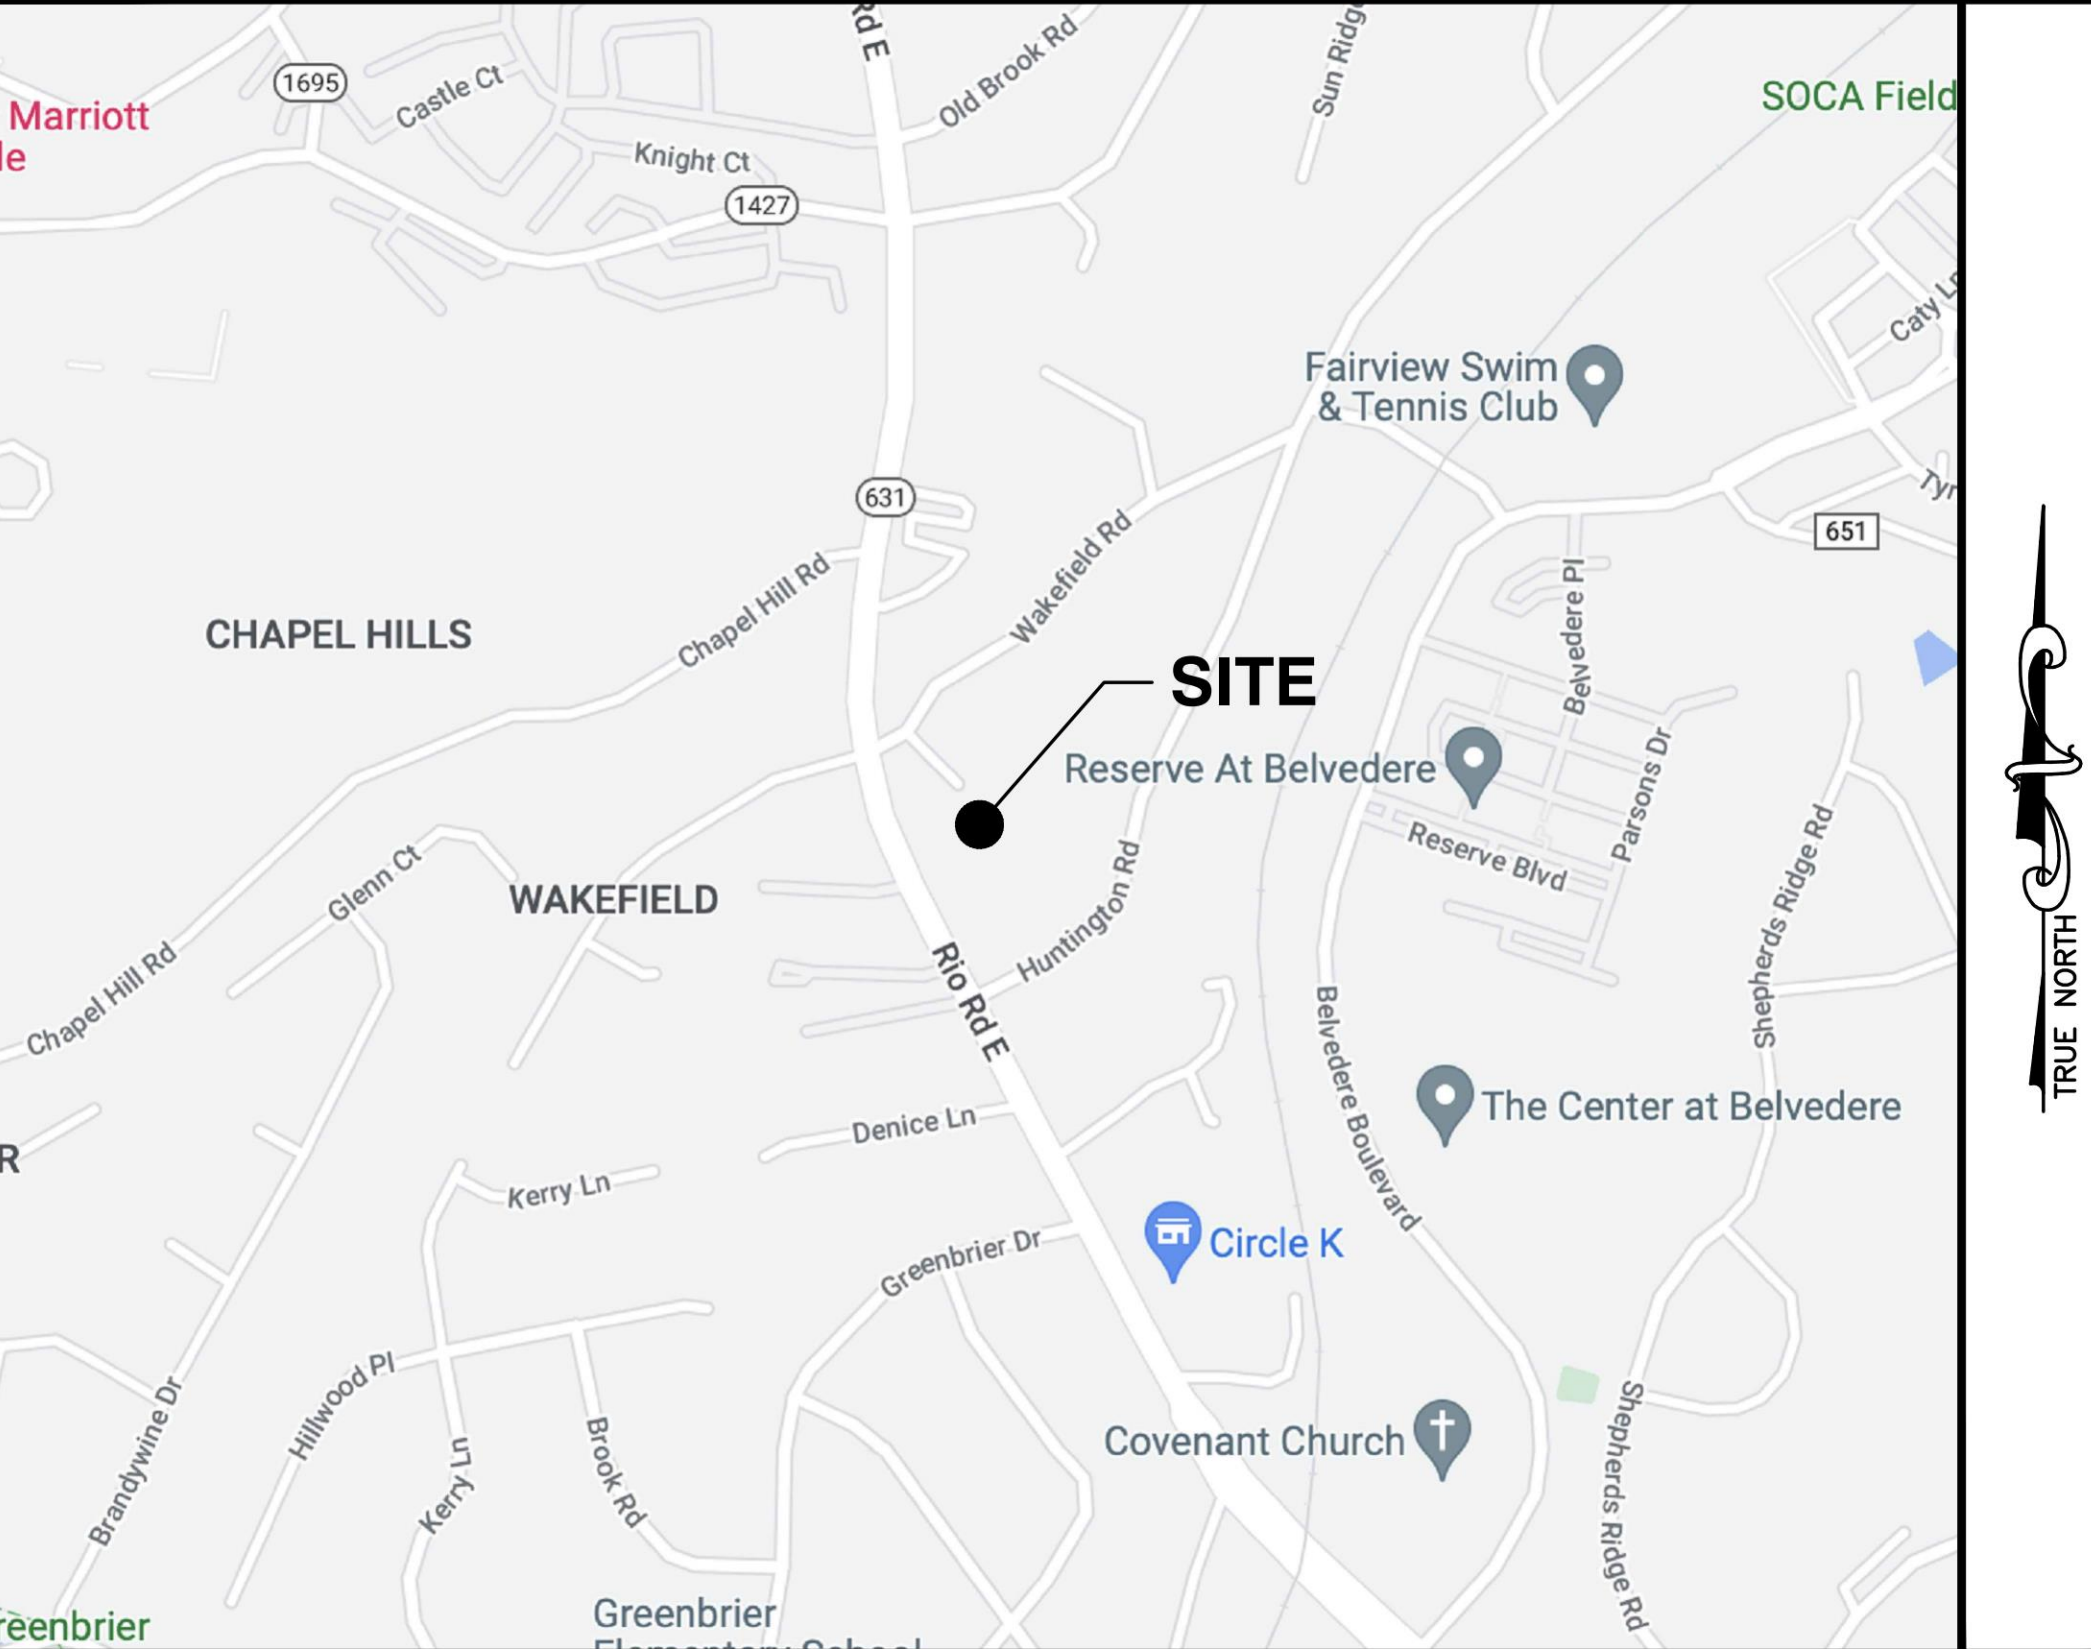 Rd E
Old Brook Rd
Sun Ridg
1695
Castle Ct
SOCA Field
Marriott
le
Knight Ct
1427
Caty Ln
Fairview Swim
& Tennis Club
631
Tyr
651
Wakefield Rd
Chapel Hill Rd
Belvedere Pl
CHAPEL HILLS
SITE
Reserve At Belvedere
Parsons Dr
Reserve Blvd
Shepherds Ridge Rd
Glenn Ct
WAKEFIELD
Huntington Rd
Chapel Hill Rd
Rio Rd E
TRUE NORTH
Belvedere Boulevard
The Center at Belvedere
Denice Ln
R
Kerry Ln
Greenbrier Dr
Circle K
Hillwood Pl
Brandywine Dr
Kerry Ln
Brook Rd
Covenant Church
Shepherds Ridge Rd
Greenbrier
Elementary School
reenbrier